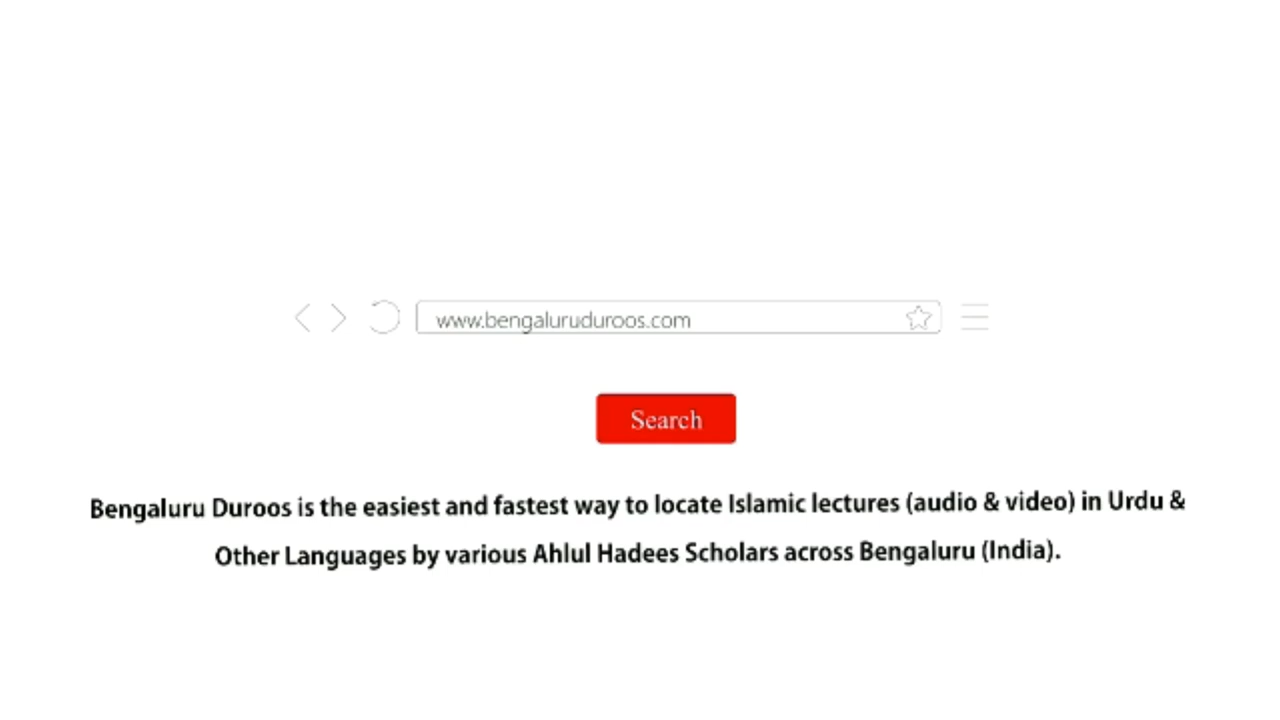 www.bengaluruduroos.com
Search
Bengaluru Duroos is the easiest and fastest way to locate Islamic lectures (audio & video) in Urdu &
Other Languages by various Ahlul Hadees Scholars across Bengaluru (India).